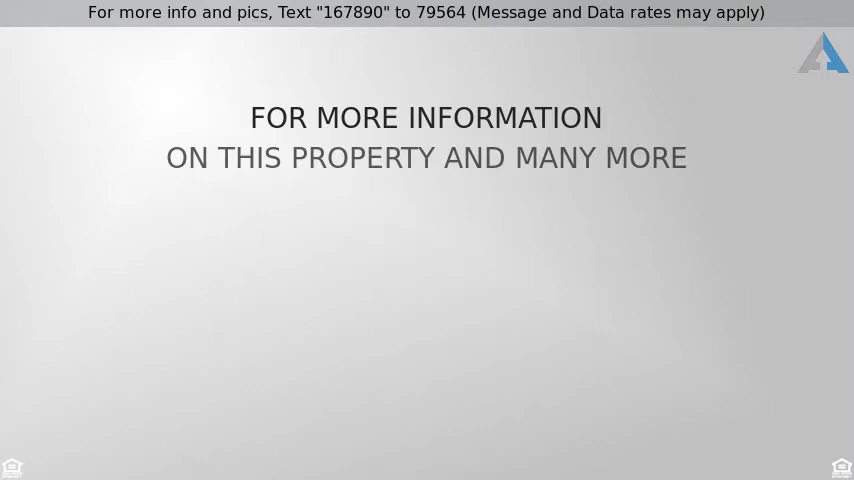 For more info and pics, Text "167890" to 79564 (Message and Data rates may apply)
FOR MORE INFORMATION
ON THIS PROPERTY AND MANY MORE